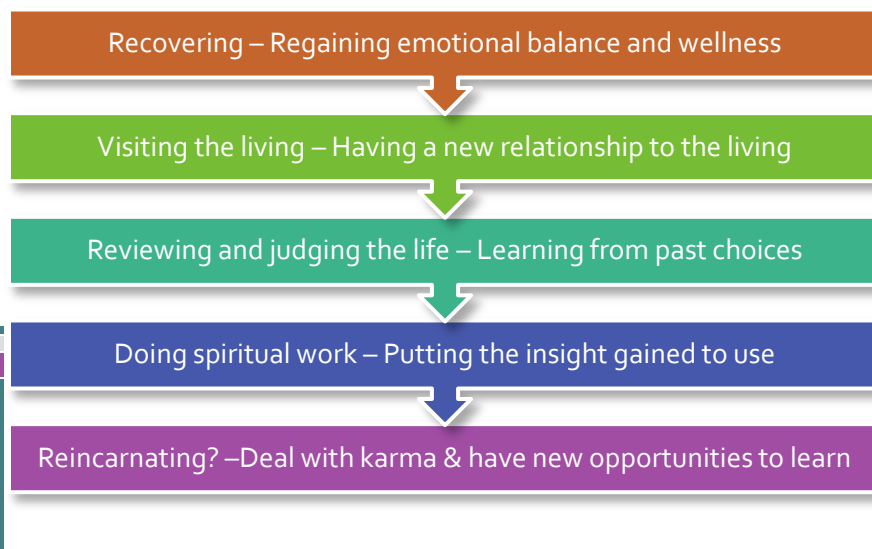 Recovering – Regaining emotional balance and wellness
Visiting the living – Having a new relationship to the living
Reviewing and judging the life – Learning from past choices
Doing spiritual work – Putting the insight gained to use
Reincarnating? –Deal with karma & have new opportunities to learn